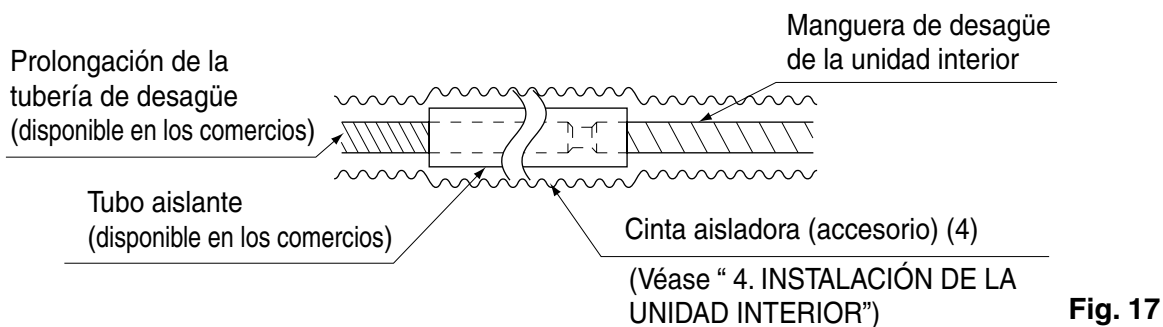 Manguera de desagüe
de la unidad interior
Prolongación de la
tubería de desagüe
(disponible en los comercios)
Tubo aislante
(disponible en los comercios)
Cinta aisladora (accesorio) (4)
(Véase “ 4. INSTALACIÓN DE LA
UNIDAD INTERIOR”)
Fig. 17